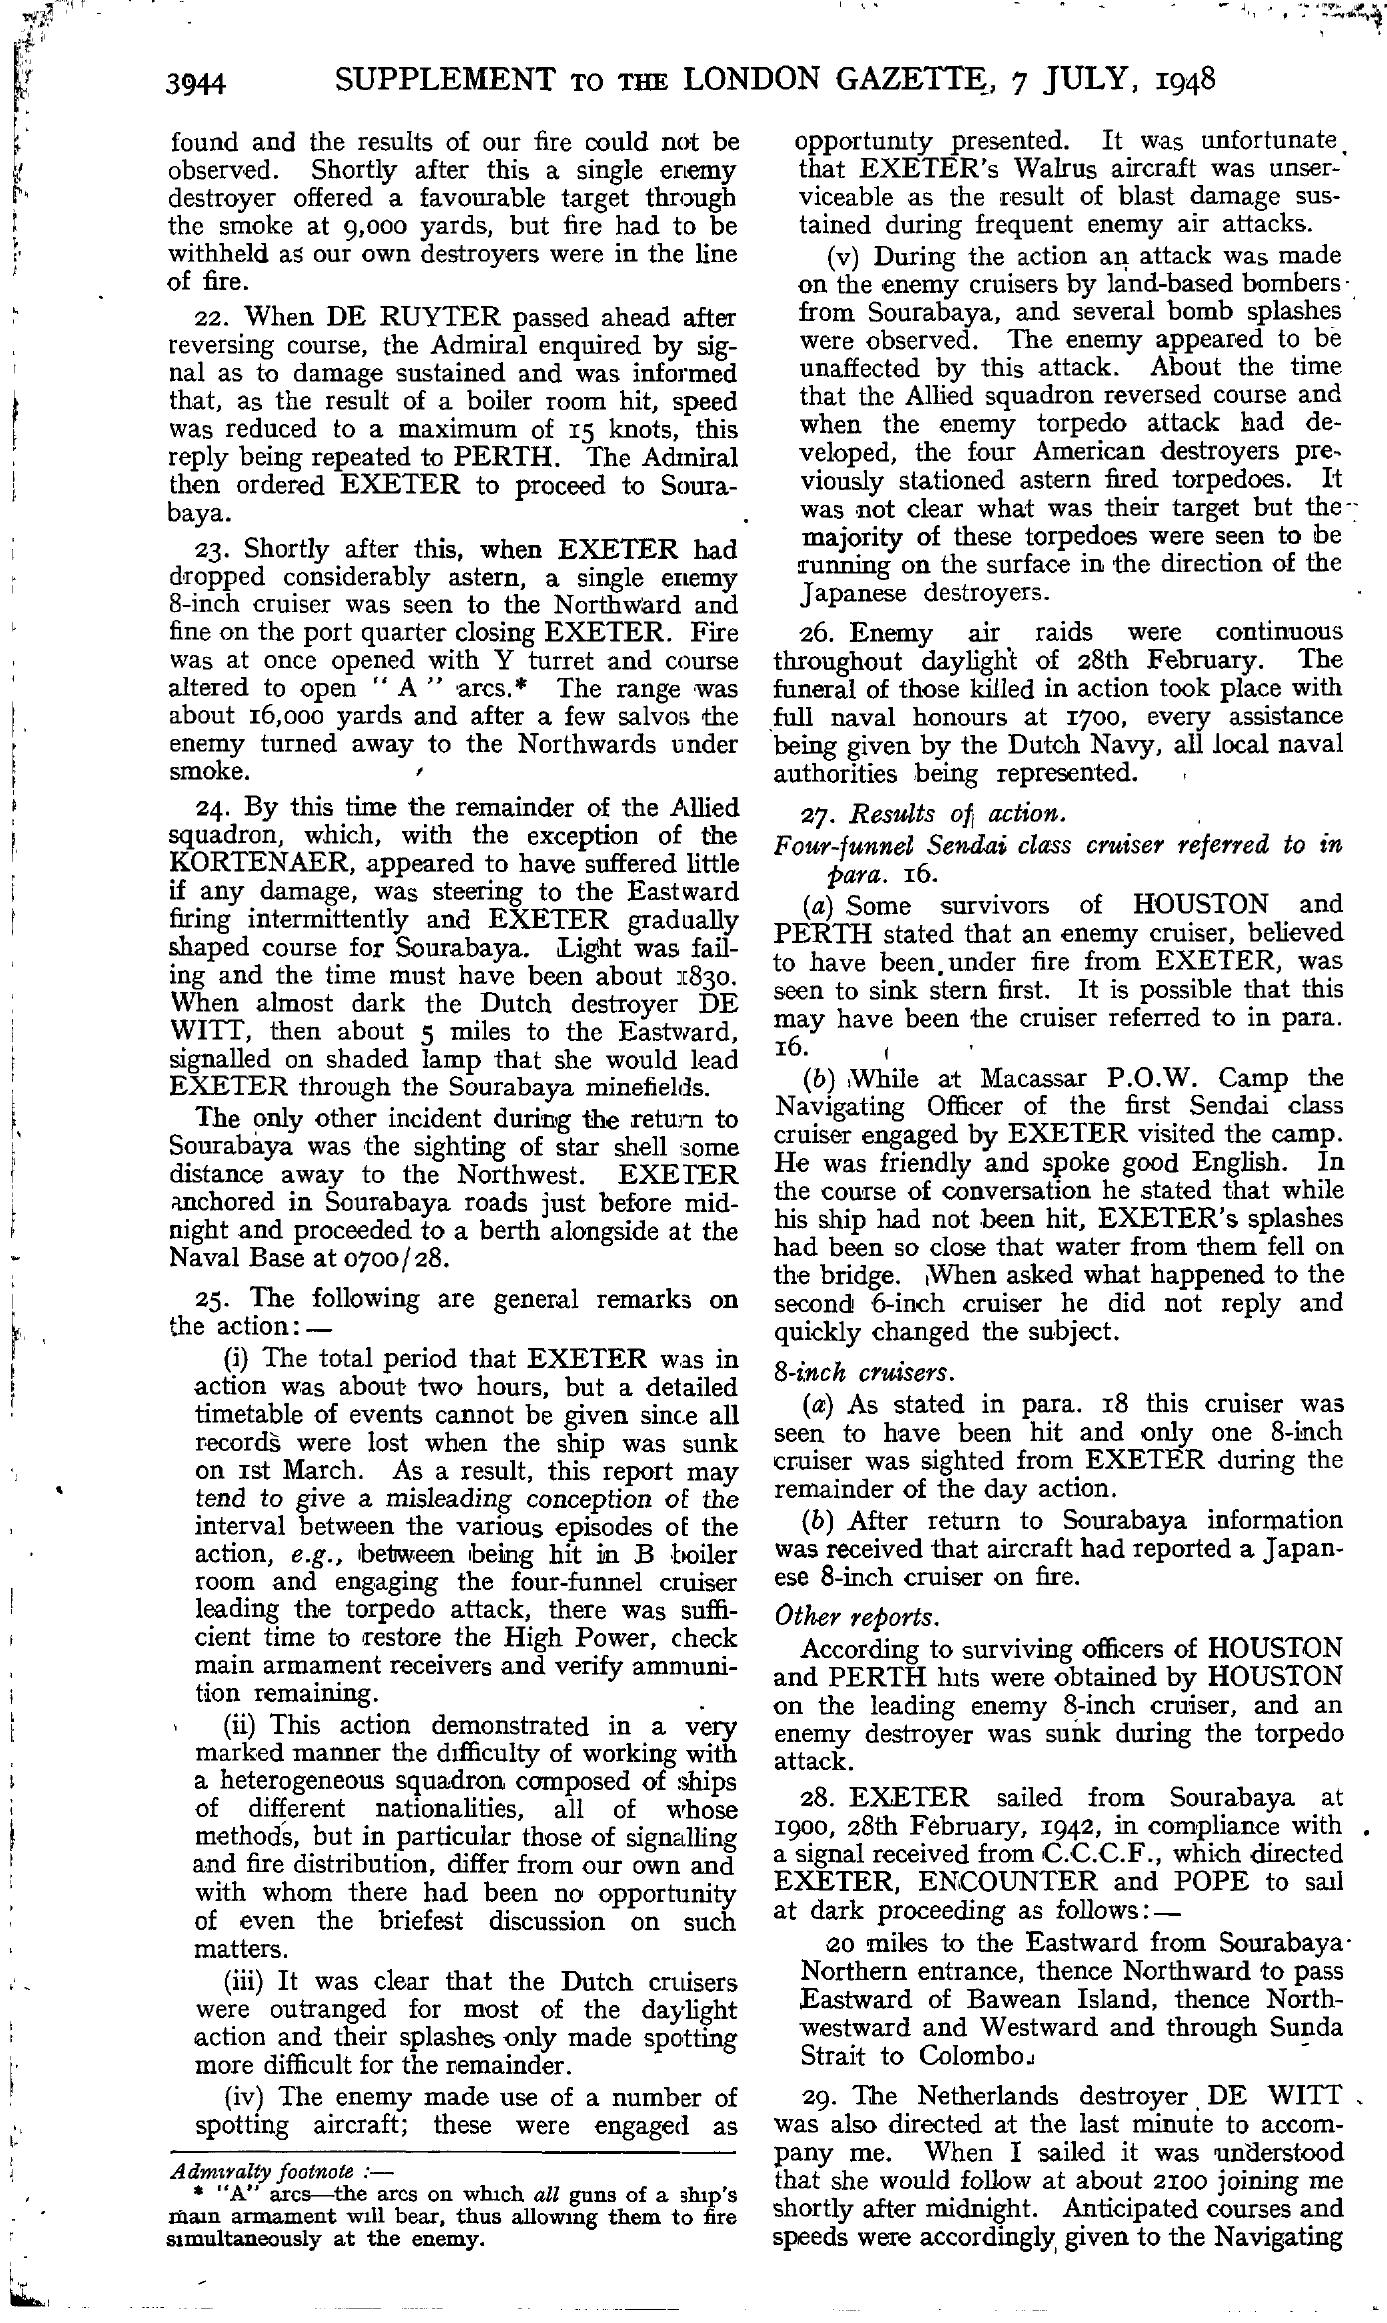 3944 SUPPLEMENT TO THE LONDON GAZETTE, 7 JULY, 1948
found and the results of our fire could not be
observed. Shortly after this a single enemy
destroyer offered a favourable target through
the smoke at 9,000 yards, but fire had to be
withheld as our own destroyers were in the line
of fire.
22. When DE RUYTER passed ahead after
reversing course, the Admiral enquired by sig-
nal as to damage sustained and was informed
that, as the result of a boiler room hit, speed
was reduced to a maximum of 15 knots, this
reply being repeated to PERTH. The Admiral
then ordered EXETER to proceed to Soura-
baya.
23. Shortly after this, when EXETER had
dropped considerably astern, a single enemy
8-inch cruiser was seen to the Northward and
fine on the port quarter closing EXETER. Fire
was at once opened with Y turret and course
altered to open " A " arcs.* The range was
about 16,000 yards and after a few salvos the
enemy turned away to the Northwards under
smoke.
24. By this time the remainder of the Allied
squadron, which, with the exception of the
KORTENAER, appeared to have suffered little
if any damage, was steering to the Eastward
firing intermittently and EXETER gradually
shaped course for Sourabaya. Light was fail-
ing and the time must have been about 1830.
When almost dark the Dutch destroyer DE
WITT, then about 5 miles to the Eastward,
signalled on shaded lamp that she would lead
EXETER through the Sourabaya minefields.
The only other incident during the return to
Sourabaya was the sighting of star shell some
distance away to the Northwest. EXETER
anchored in Sourabaya roads just before mid-
night and proceeded to a berth alongside at the
Naval Base at 0700/28.
25. The following are general remarks on
the action:—
(i) The total period that EXETER was in
action was about two hours, but a detailed
timetable of events cannot be given since all
records were lost when the ship was sunk
on 1st March. As a result, this report may
tend to give a misleading conception of the
interval between the various episodes of the
action, e.g., between being hit in B boiler
room and engaging the four-funnel cruiser
leading the torpedo attack, there was suffi-
cient time to restore the High Power, check
main armament receivers and verify ammuni-
tion remaining.
(ii) This action demonstrated in a very
marked manner the difficulty of working with
a heterogeneous squadron composed of ships
of different nationalities, all of whose
methods, but in particular those of signalling
and fire distribution, differ from our own and
with whom there had been no opportunity
of even the briefest discussion on such
matters.
(iii) It was clear that the Dutch cruisers
were outranged for most of the daylight
action and their splashes only made spotting
more difficult for the remainder.
(iv) The enemy made use of a number of
spotting aircraft; these were engaged as
Admiralty footnote :—
* "A" arcs—the arcs on which all guns of a ship's
main armament will bear, thus allowing them to fire
simultaneously at the enemy.
opportunity presented. It was unfortunate
that EXETER's Walrus aircraft was unser-
viceable as the result of blast damage sus-
tained during frequent enemy air attacks.
(v) During the action an attack was made
on the enemy cruisers by land-based bombers
from Sourabaya, and several bomb splashes
were observed. The enemy appeared to be
unaffected by this attack. About the time
that the Allied squadron reversed course and
when the enemy torpedo attack had de-
veloped, the four American destroyers pre-
viously stationed astern fired torpedoes. It
was not clear what was their target but the
majority of these torpedoes were seen to be
running on the surface in the direction of the
Japanese destroyers.
26. Enemy air raids were continuous
throughout daylight of 28th February. The
funeral of those killed in action took place with
full naval honours at 1700, every assistance
being given by the Dutch Navy, all local naval
authorities being represented.
27. Results of action.
Four-funnel Sendai class cruiser referred to in
para. 16.
(a) Some survivors of HOUSTON and
PERTH stated that an enemy cruiser, believed
to have been under fire from EXETER, was
seen to sink stern first. It is possible that this
may have been the cruiser referred to in para.
16.
(b) While at Macassar P.O.W. Camp the
Navigating Officer of the first Sendai class
cruiser engaged by EXETER visited the camp.
He was friendly and spoke good English. In
the course of conversation he stated that while
his ship had not been hit, EXETER's splashes
had been so close that water from them fell on
the bridge. When asked what happened to the
second 6-inch cruiser he did not reply and
quickly changed the subject.
8-inch cruisers.
(a) As stated in para. 18 this cruiser was
seen to have been hit and only one 8-inch
cruiser was sighted from EXETER during the
remainder of the day action.
(b) After return to Sourabaya information
was received that aircraft had reported a Japan-
ese 8-inch cruiser on fire.
Other reports.
According to surviving officers of HOUSTON
and PERTH hits were obtained by HOUSTON
on the leading enemy 8-inch cruiser, and an
enemy destroyer was sunk during the torpedo
attack.
28. EXETER sailed from Sourabaya at
1900, 28th February, 1942, in compliance with
a signal received from C.C.C.F., which directed
EXETER, ENCOUNTER and POPE to sail
at dark proceeding as follows:—
20 miles to the Eastward from Sourabaya
Northern entrance, thence Northward to pass
Eastward of Bawean Island, thence North-
westward and Westward and through Sunda
Strait to Colombo.
29. The Netherlands destroyer DE WITT
was also directed at the last minute to accom-
pany me. When I sailed it was understood
that she would follow at about 2100 joining me
shortly after midnight. Anticipated courses and
speeds were accordingly given to the Navigating